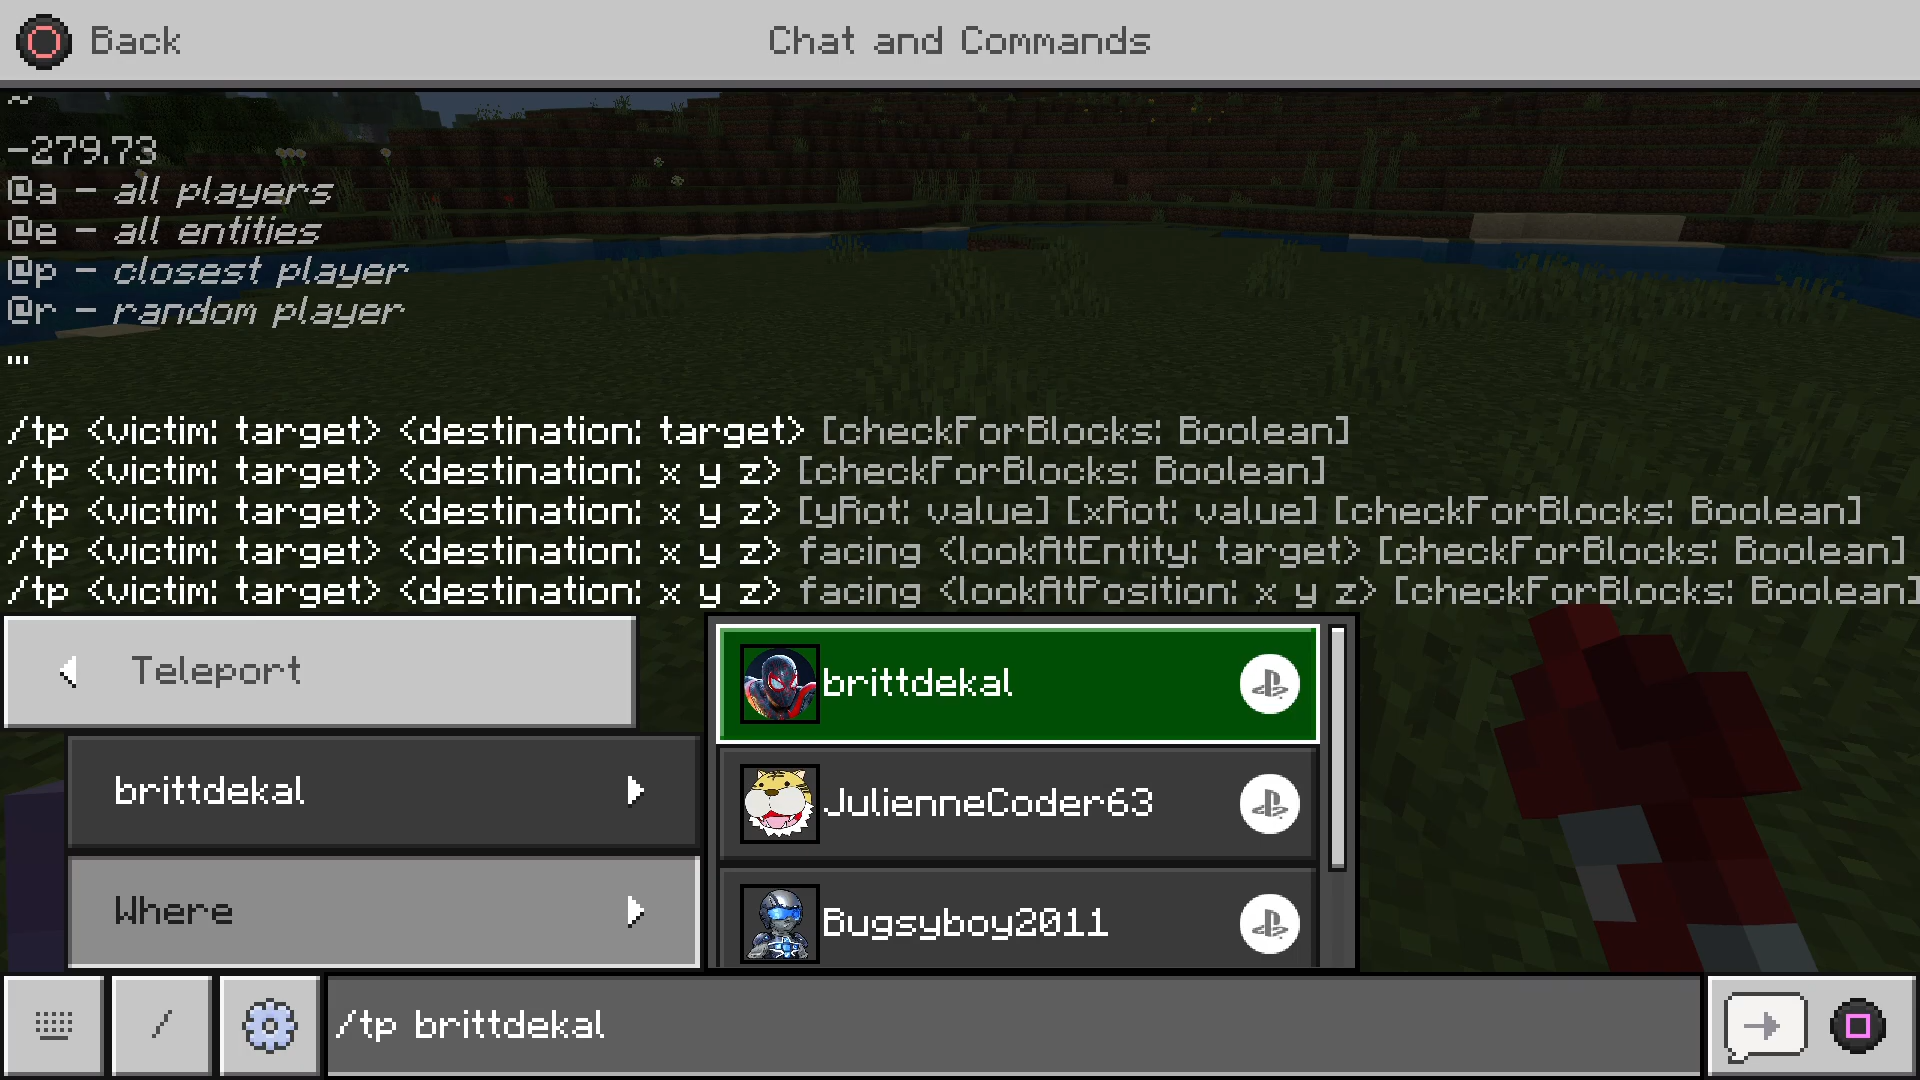 Back
Chat and Commands
~
-279.73
@a - all players
@e - all entities
@p - closest player
@r - random player
...
/tp <victim: target> <destination: target> [checkForBlocks: Boolean]
/tp <victim: target> <destination: x y z> [checkForBlocks: Boolean]
/tp <victim: target> <destination: x y z> [yRot: value] [xRot: value] [checkForBlocks: Boolean]
/tp <victim: target> <destination: x y z> facing <lookAtEntity: target> [checkForBlocks: Boolean]
/tp <victim: target> <destination: x y z> facing <lookAtPosition: x y z> [checkForBlocks: Boolean]
Teleport
brittdekal
Where
brittdekal
JulienneCoder63
Bugsyboy2011
/
/tp brittdekal